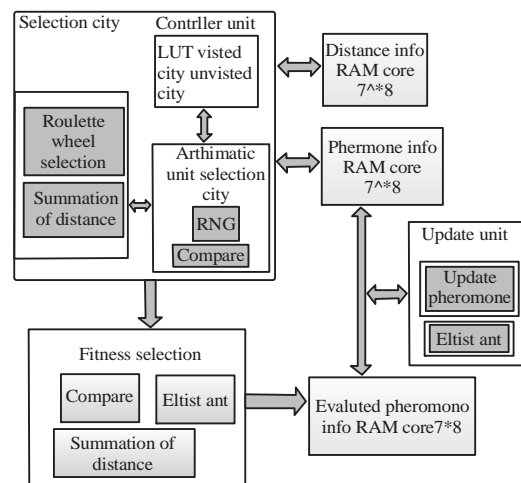 Selection city
Contrller unit
LUT visted
city unvisted
city
Distance info
RAM core
7^*8
Roulette
wheel
selection
Summation
of distance
Arthimatic
unit selection
city
RNG
Compare
Phermone info
RAM core
7^*8
Update unit
Update
pheromone
Eltist ant
Fitness selection
Compare
Eltist ant
Summation of
distance
Evaluted pheromono
info RAM core7*8